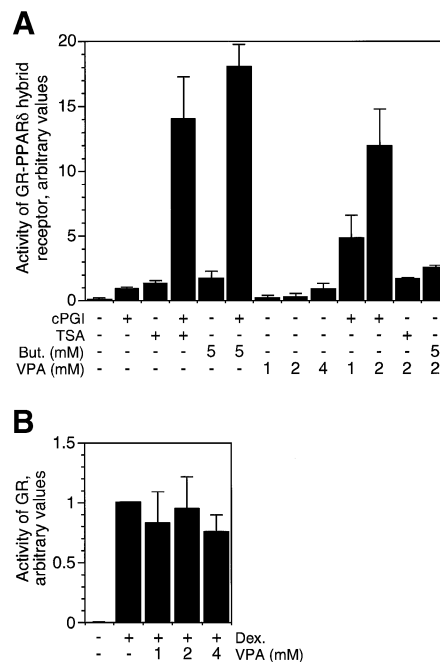 A
Activity of GR-PPARδ hybrid
receptor, arbitrary values
20
15
10
5
0
cPGI - + - + - + - - - + + - -
TSA - - + + - - - - - - - + -
But. (mM) - - - - 5 5 - - - - - - 5
VPA (mM) - - - - - - 1 2 4 1 2 2 2
B
Activity of GR,
arbitrary values
1.5
1
0.5
0
- + + + + Dex.
- - 1 2 4 VPA (mM)